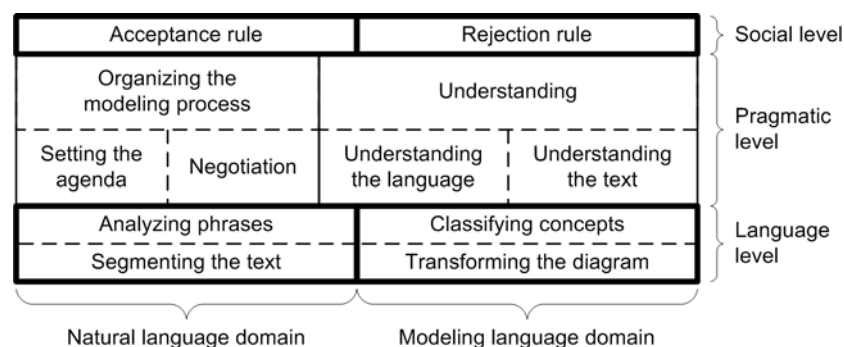 Acceptance rule
Rejection rule
Social level
Organizing the
modeling process
Understanding
Setting the
agenda
Negotiation
Understanding
the language
Understanding
the text
Pragmatic
level
Analyzing phrases
Classifying concepts
Segmenting the text
Transforming the diagram
Language
level
Natural language domain
Modeling language domain